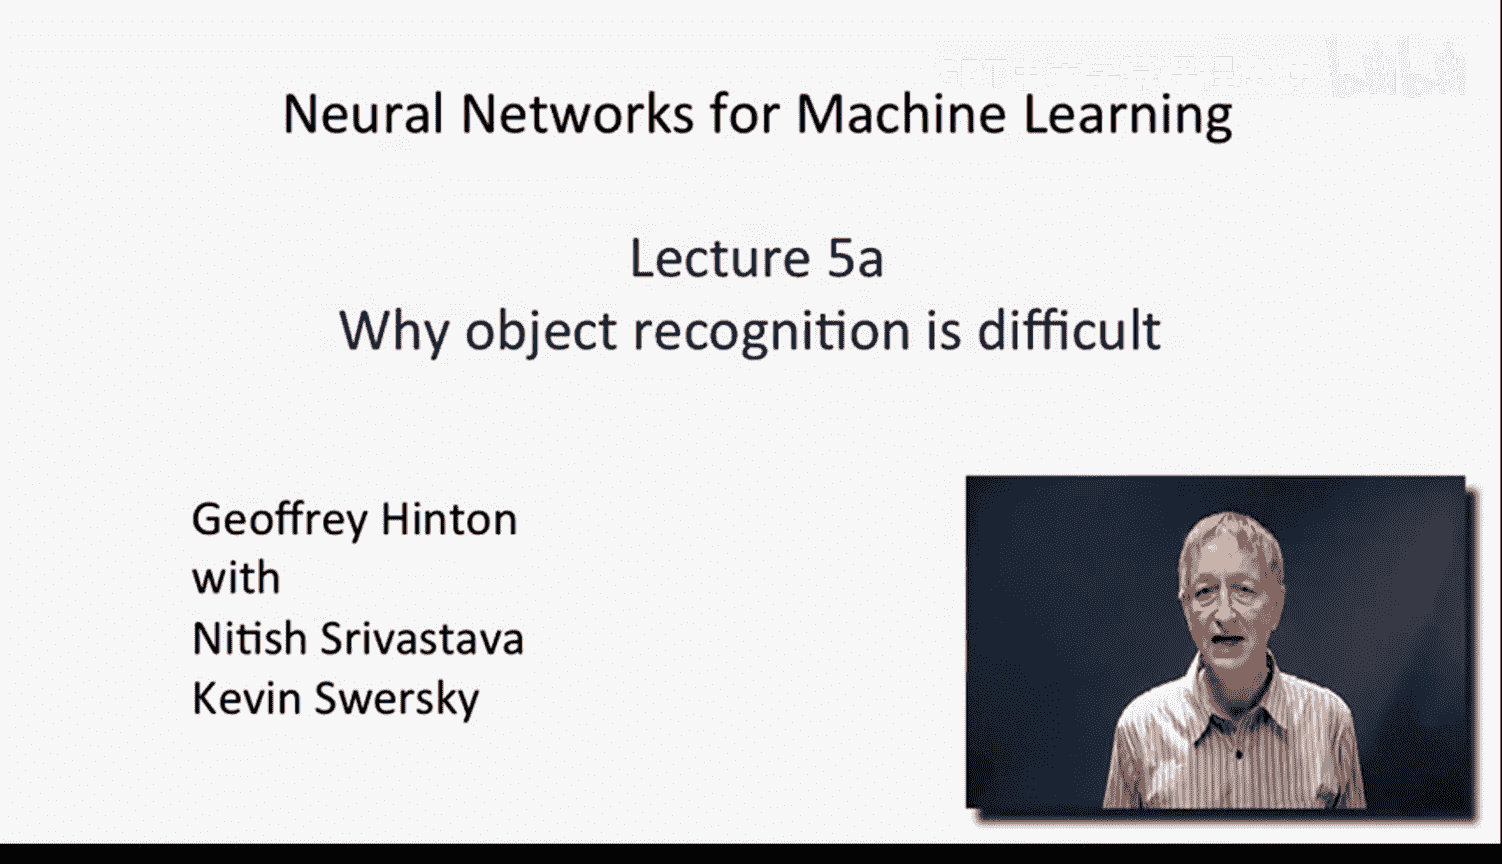 Neural Networks for Machine Learning
Lecture 5a
Why object recognition is difficult
Geoffrey Hinton
with
Nitish Srivastava
Kevin Swersky